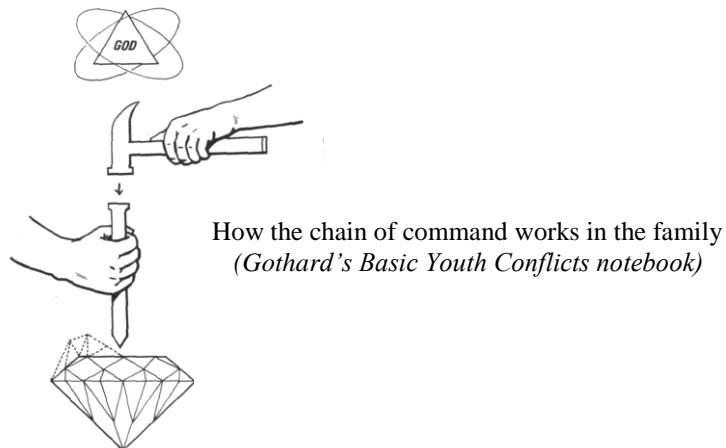 GOD
How the chain of command works in the family
(Gothard's Basic Youth Conflicts notebook)